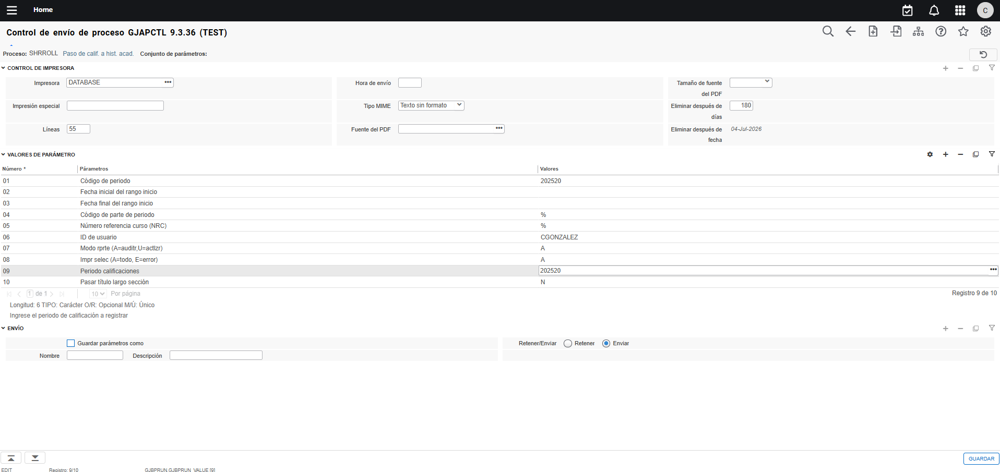 Home
C
Control de envío de proceso GJAPCTL 9.3.36 (TEST)
Proceso: SHRROLL Paso de calif. a hist. acad. Conjunto de parámetros:
CONTROL DE IMPRESORA
Impresora DATABASE ••• Hora de envío Tamaño de fuente del PDF
Impresión especial Tipo MIME Texto sin formato Eliminar después de días 180
Líneas 55 Fuente del PDF ••• Eliminar después de fecha 04-Jul-2026
VALORES DE PARÁMETRO
Número * Párametros Valores
01 Código de periodo 202520
02 Fecha inicial del rango inicio
03 Fecha final del rango inicio
04 Código de parte de periodo %
05 Número referencia curso (NRC) %
06 ID de usuario CGONZALEZ
07 Modo rprte (A=auditr,U=actlzr) A
08 Impr selec (A=todo, E=error) A
09 Periodo calificaciones 202520 •••
10 Pasar título largo sección N
1 de 1 10 Por página Registro 9 de 10
Longitud: 6 TIPO: Carácter O/R: Opcional M/Ú: Único
Ingrese el periodo de calificación a registrar
ENVÍO
Guardar parámetros como Retener/Enviar Retener Enviar
Nombre Descripción
GUARDAR
EDIT Registro: 9/10 GJBPRUN.GJBPRUN_VALUE [9]